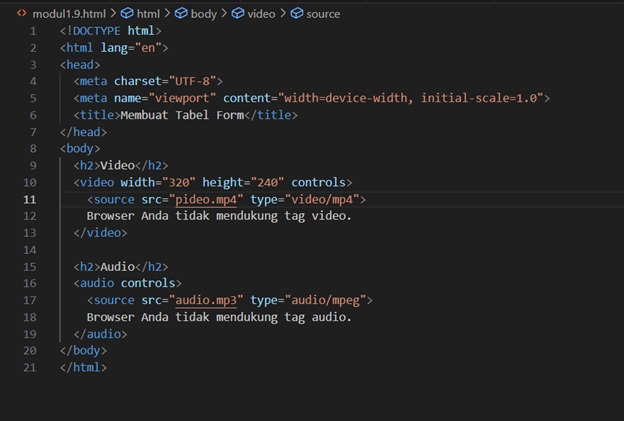 modul1.9.html > html > body > video > source
1 <!DOCTYPE html>
2 <html lang="en">
3 <head>
4 <meta charset="UTF-8">
5 <meta name="viewport" content="width=device-width, initial-scale=1.0">
6 <title>Membuat Tabel Form</title>
7 </head>
8 <body>
9 <h2>Video</h2>
10 <video width="320" height="240" controls>
11 <source src="pideo.mp4" type="video/mp4">
12 Browser Anda tidak mendukung tag video.
13 </video>
14
15 <h2>Audio</h2>
16 <audio controls>
17 <source src="audio.mp3" type="audio/mpeg">
18 Browser Anda tidak mendukung tag audio.
19 </audio>
20 </body>
21 </html>